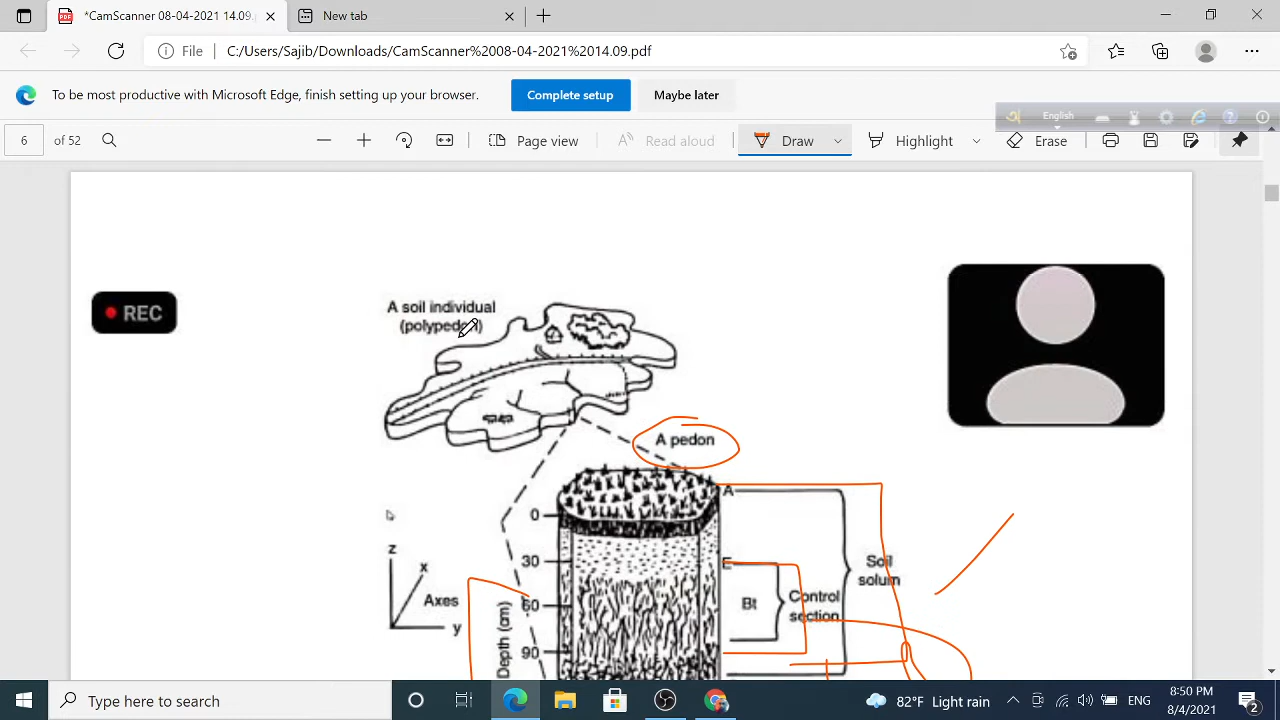 *CamScanner 08-04-2021 14.09.
New tab
File
C:/Users/Sajib/Downloads/CamScanner%2008-04-2021%2014.09.pdf
To be most productive with Microsoft Edge, finish setting up your browser.
Complete setup
Maybe later
English
6 of 52
Page view
Read aloud
Draw
Highlight
Erase
REC
A soil individual
(polypedon)
A pedon
A
0
30
E
60
90
Depth (cm)
z
x
Axes
y
Bt
Control
section
Soil
solum
Type here to search
82°F Light rain
ENG
8:50 PM
8/4/2021